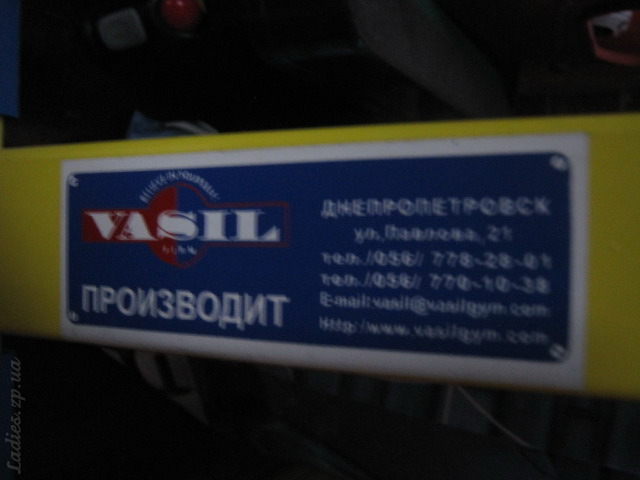 VASIL
ПРОИЗВОДИТ
ДНЕПРОПЕТРОВСК
ул.Павлова,21
тел./056/ 778-28-01
тел./056/ 770-10-38
E-mail:vasil@vasilgym.com
Http:/www.vasilgym.com
Ladies.zp.ua